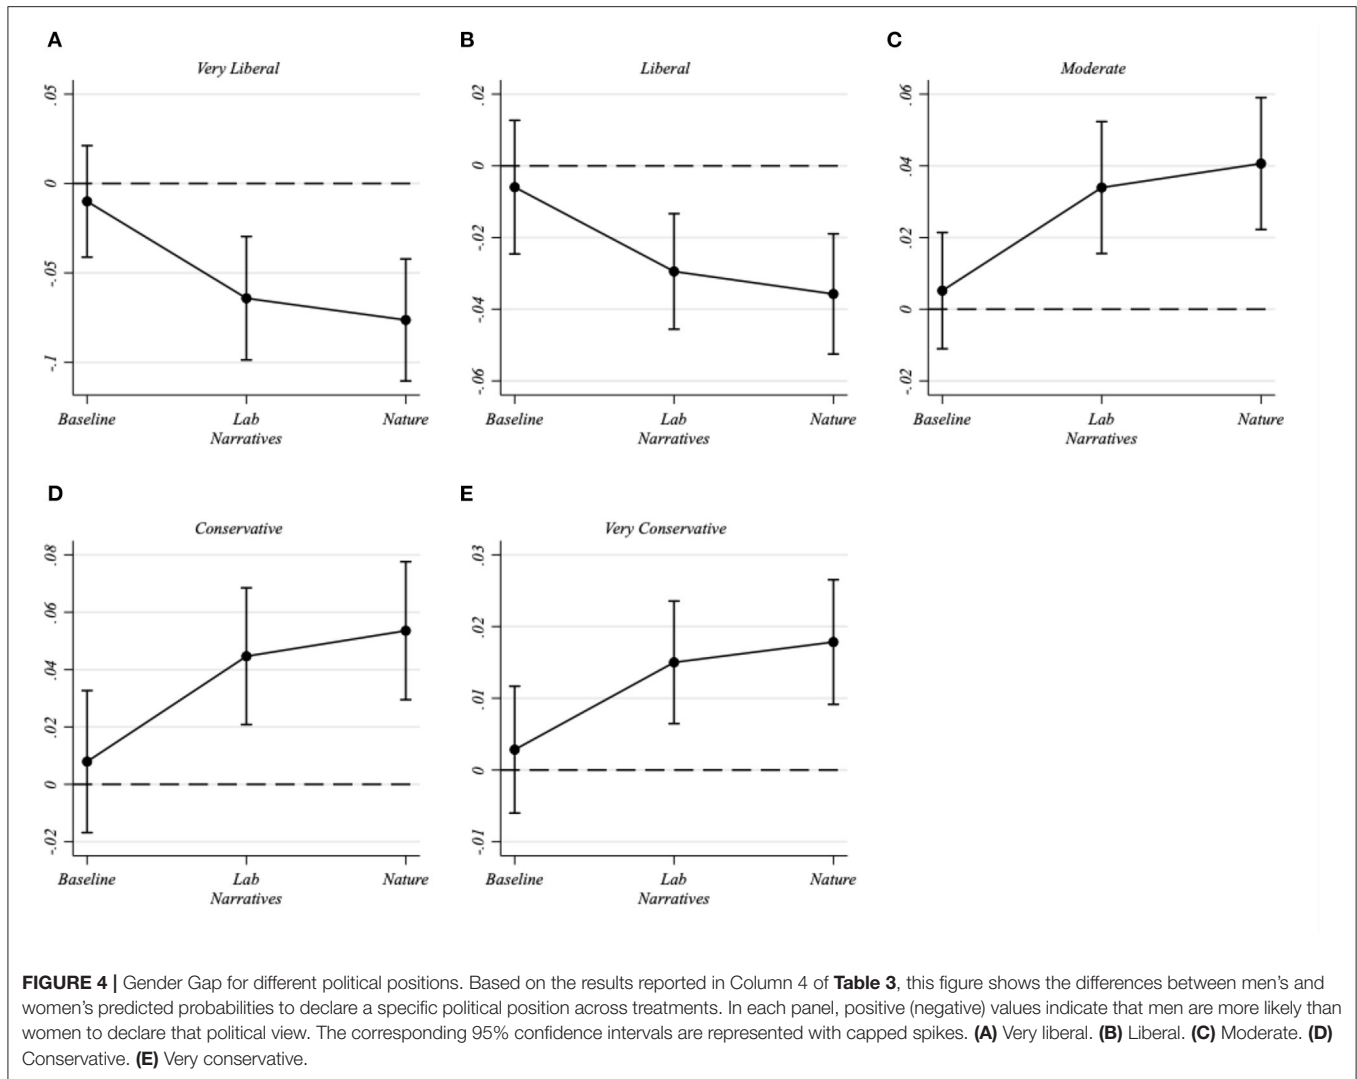 A
Very Liberal
.05
0
-.05
-.1
Baseline
Lab
Nature
Narratives
B
Liberal
.02
0
-.02
-.04
-.06
Baseline
Lab
Nature
Narratives
C
Moderate
.06
.04
.02
0
-.02
Baseline
Lab
Nature
Narratives
D
Conservative
.08
.06
.04
.02
0
-.02
Baseline
Lab
Nature
Narratives
E
Very Conservative
.03
.02
.01
0
-.01
Baseline
Lab
Nature
Narratives
FIGURE 4 | Gender Gap for different political positions. Based on the results reported in Column 4 of Table 3, this figure shows the differences between men's and
women's predicted probabilities to declare a specific political position across treatments. In each panel, positive (negative) values indicate that men are more likely than
women to declare that political view. The corresponding 95% confidence intervals are represented with capped spikes. (A) Very liberal. (B) Liberal. (C) Moderate. (D)
Conservative. (E) Very conservative.